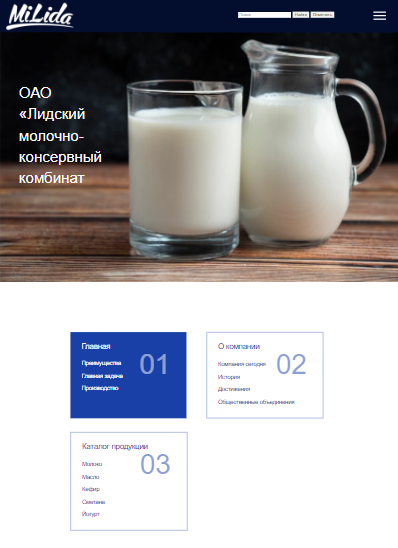 MiLida
Поиск Найти Очистить
ОАО
«Лидский
молочно-
консервный
комбинат
Главная
01
Преимущества
Главная задача
Производство
О компании
02
Компания сегодня
История
Достижения
Общественные объединения
Каталог продукции
03
Молоко
Масло
Кефир
Сметана
Йогурт